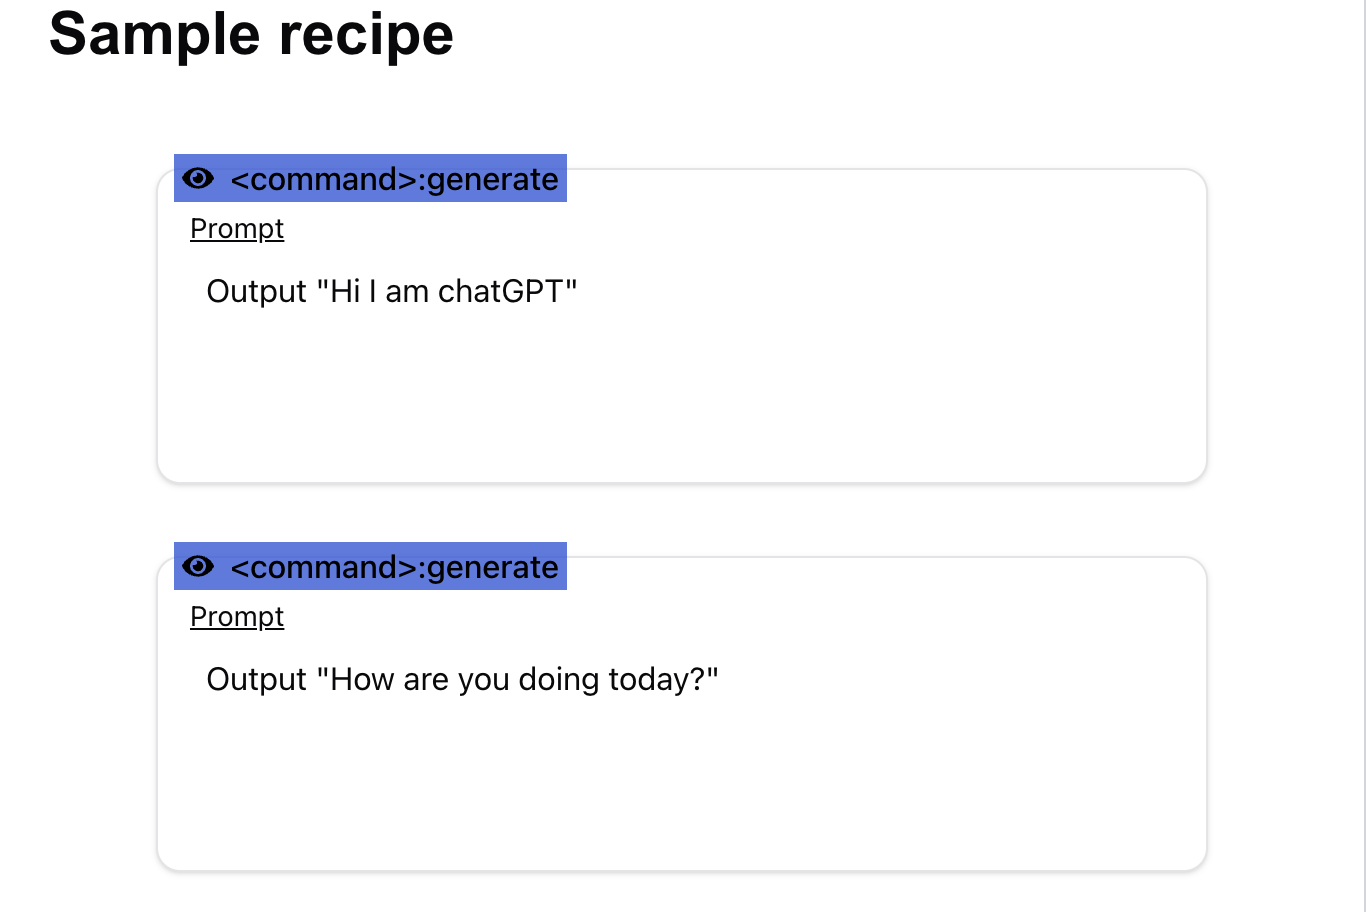 Sample recipe
<command>:generate
Prompt
Output "Hi I am chatGPT"
<command>:generate
Prompt
Output "How are you doing today?"